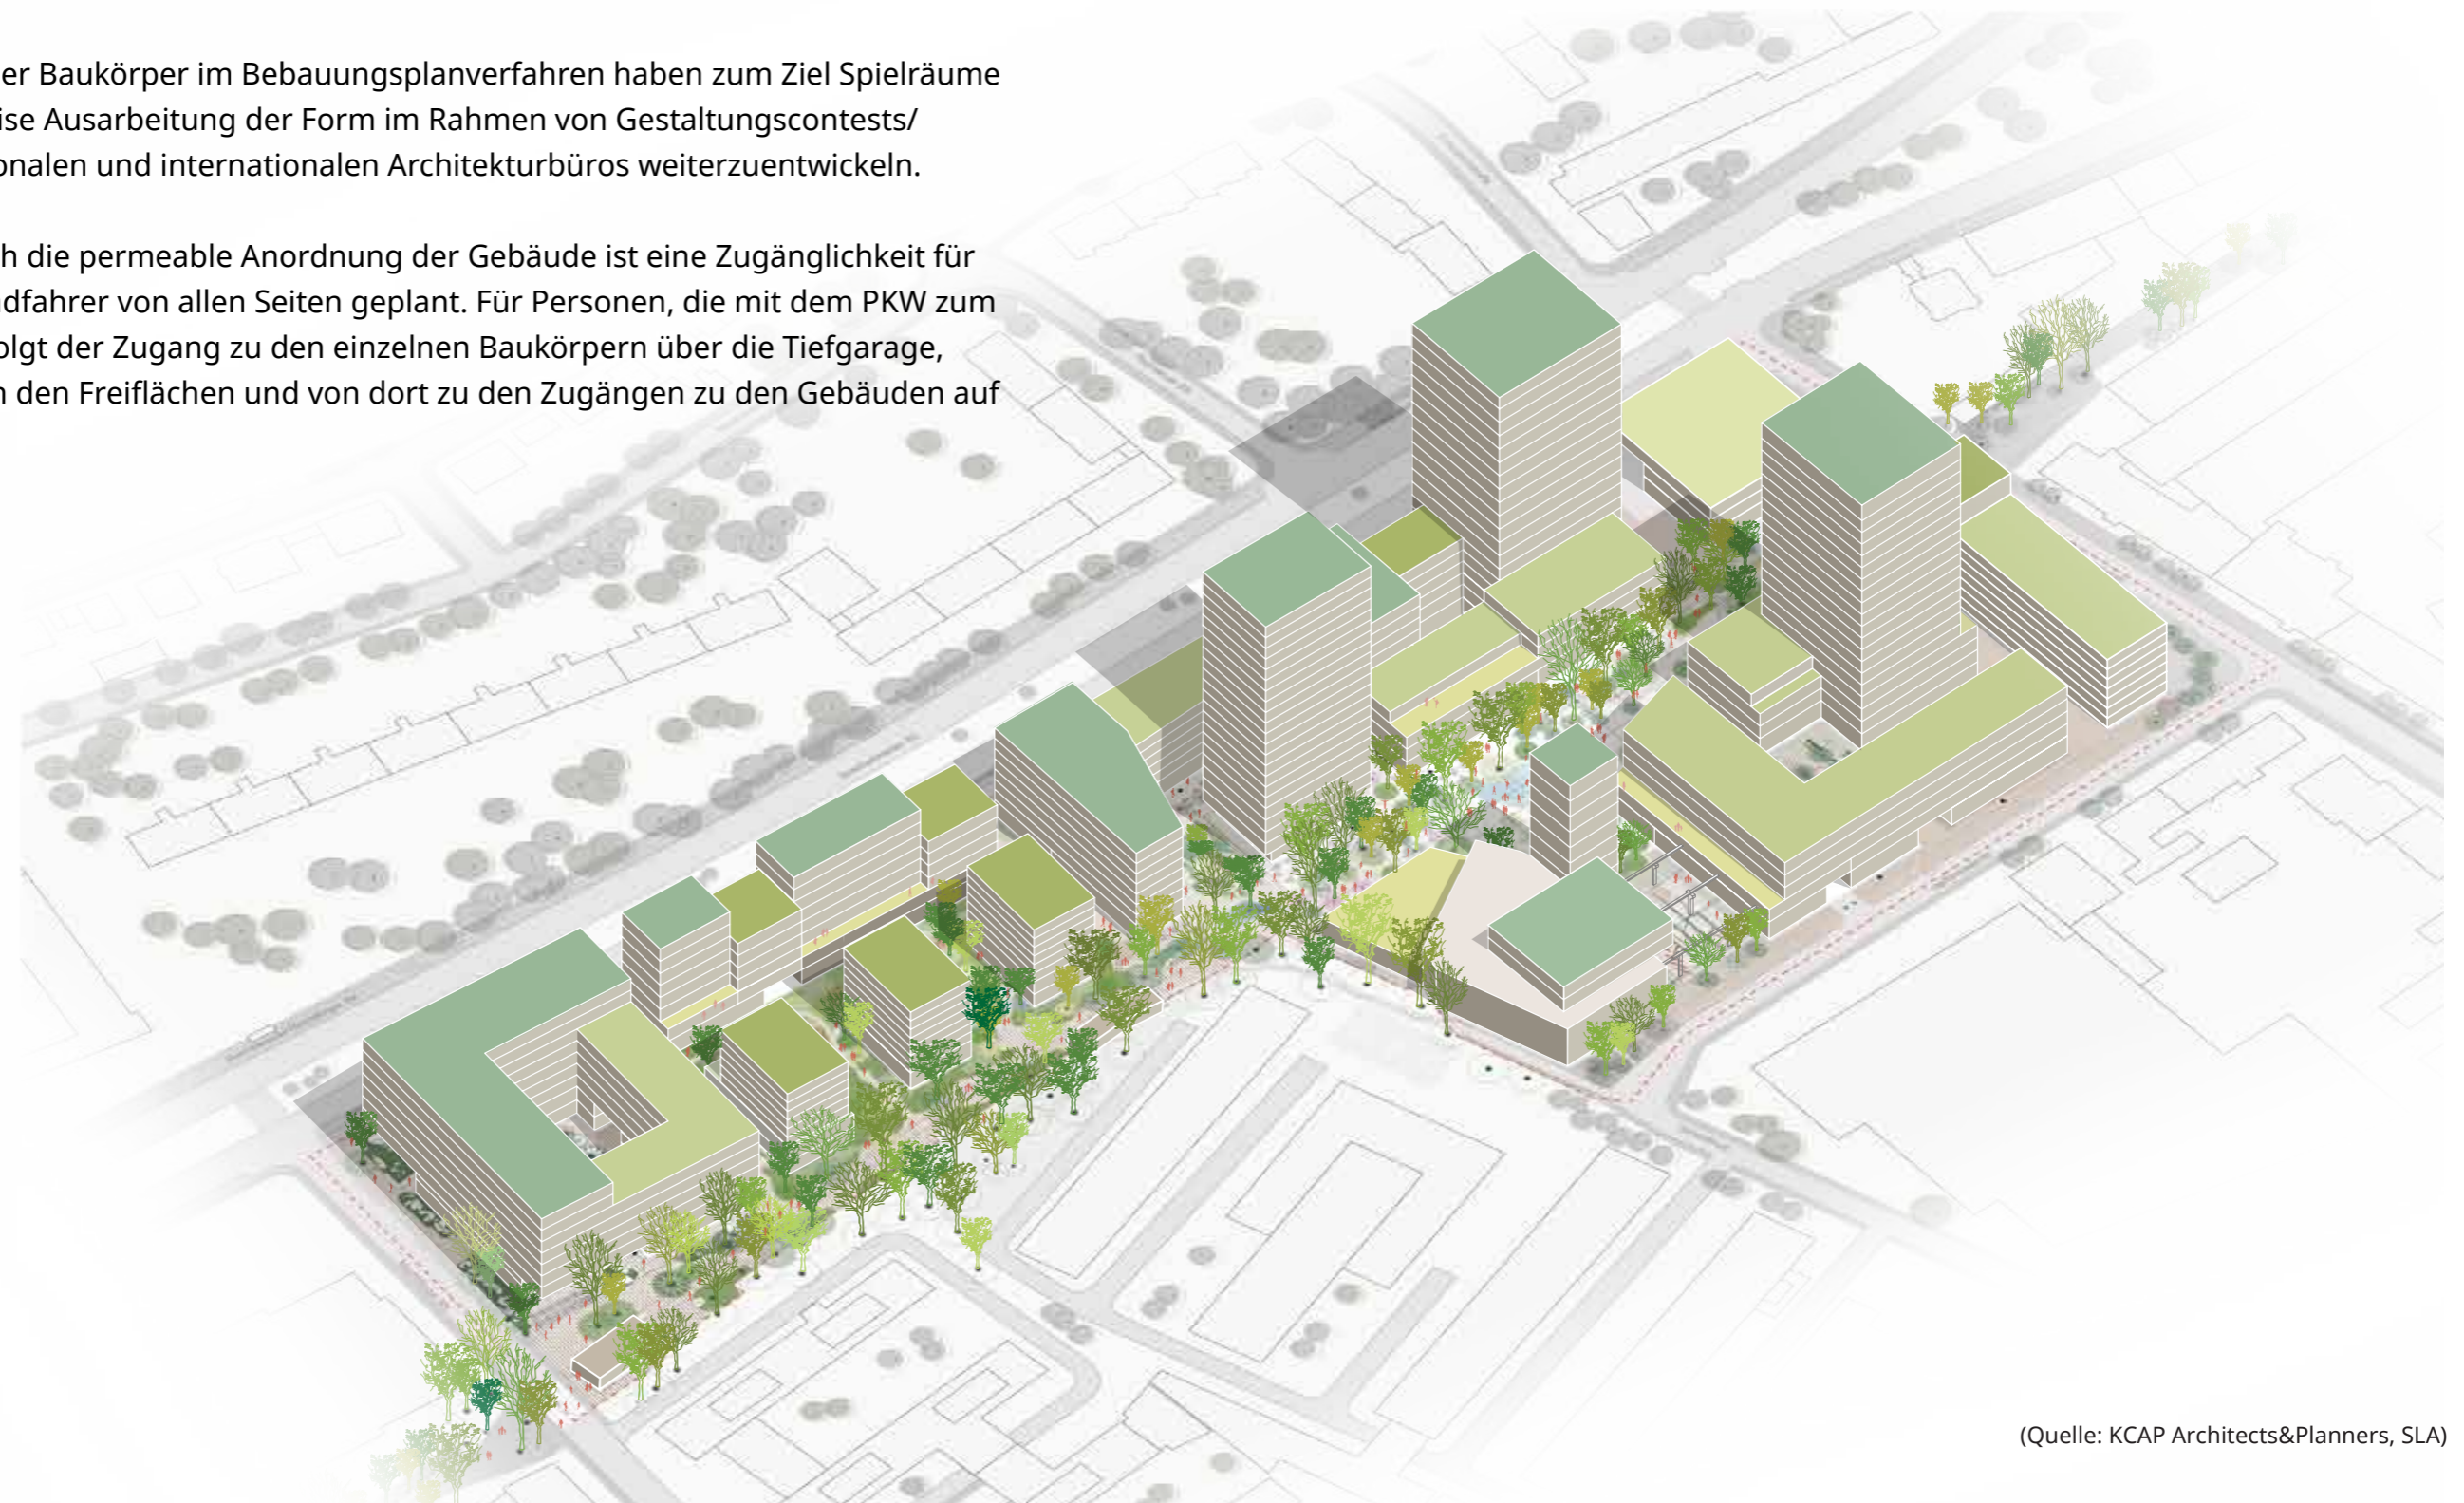 er Baukörper im Bebauungsplanverfahren haben zum Ziel Spielräume
ise Ausarbeitung der Form im Rahmen von Gestaltungscontests/
onalen und internationalen Architekturbüros weiterzuentwickeln.
h die permeable Anordnung der Gebäude ist eine Zugänglichkeit für
dfahrer von allen Seiten geplant. Für Personen, die mit dem PKW zum
olgt der Zugang zu den einzelnen Baukörpern über die Tiefgarage,
n den Freiflächen und von dort zu den Zugängen zu den Gebäuden auf
(Quelle: KCAP Architects&Planners, SLA)